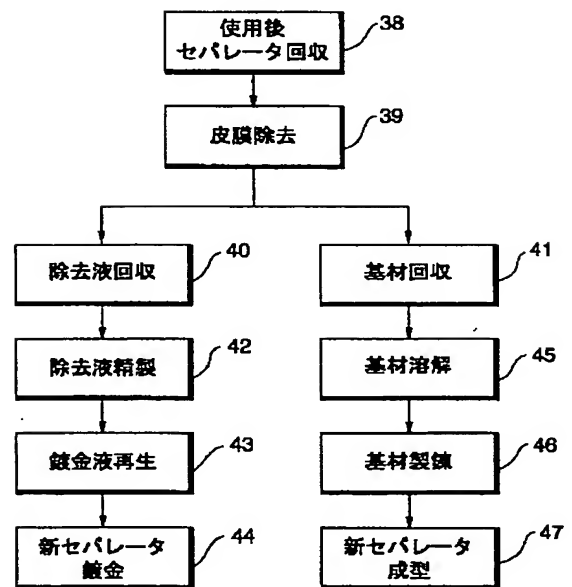 使用後
セパレータ回収
38
皮膜除去
39
除去液回収
40
基材回収
41
除去液精製
42
基材溶解
45
鍍金液再生
43
基材製錬
46
新セパレータ
鍍金
44
新セパレータ
成型
47